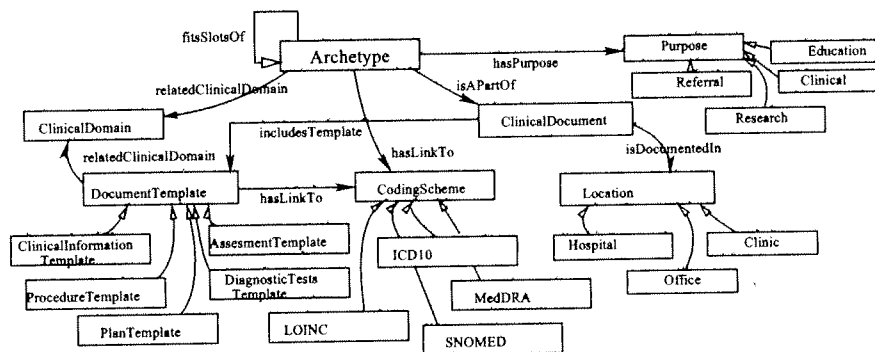 fitsSlotsOf
Archetype
hasPurpose
Purpose
Education
Clinical
Referral
Research
relatedClinicalDomain
isAPartOf
ClinicalDomain
includesTemplate
ClinicalDocument
relatedClinicalDomain
hasLinkTo
isDocumentedIn
DocumentTemplate
hasLinkTo
CodingScheme
Location
ClinicalInformation
Template
AssesmentTemplate
ICD10
Hospital
Clinic
ProcedureTemplate
DiagnosticTests
Template
MedDRA
Office
PlanTemplate
LOINC
SNOMED